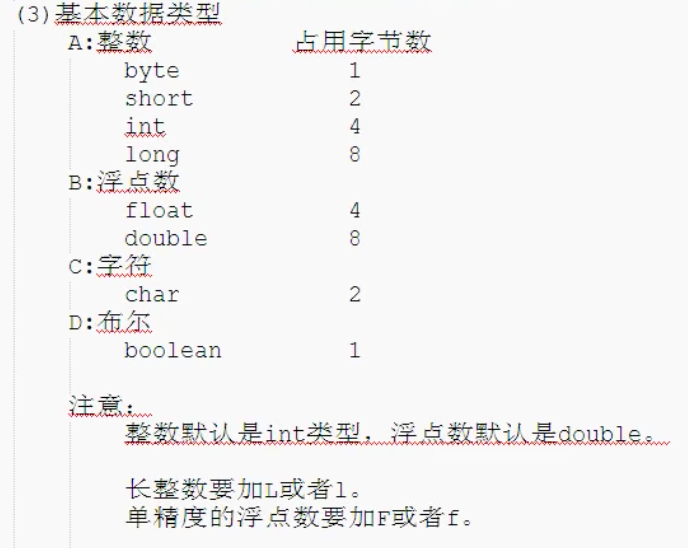 (3)基本数据类型
A:整数 占用字节数
byte 1
short 2
int 4
long 8
B:浮点数
float 4
double 8
C:字符
char 2
D:布尔
boolean 1
注意:
整数默认是int类型，浮点数默认是double。
长整数要加L或者l。
单精度的浮点数要加F或者f。